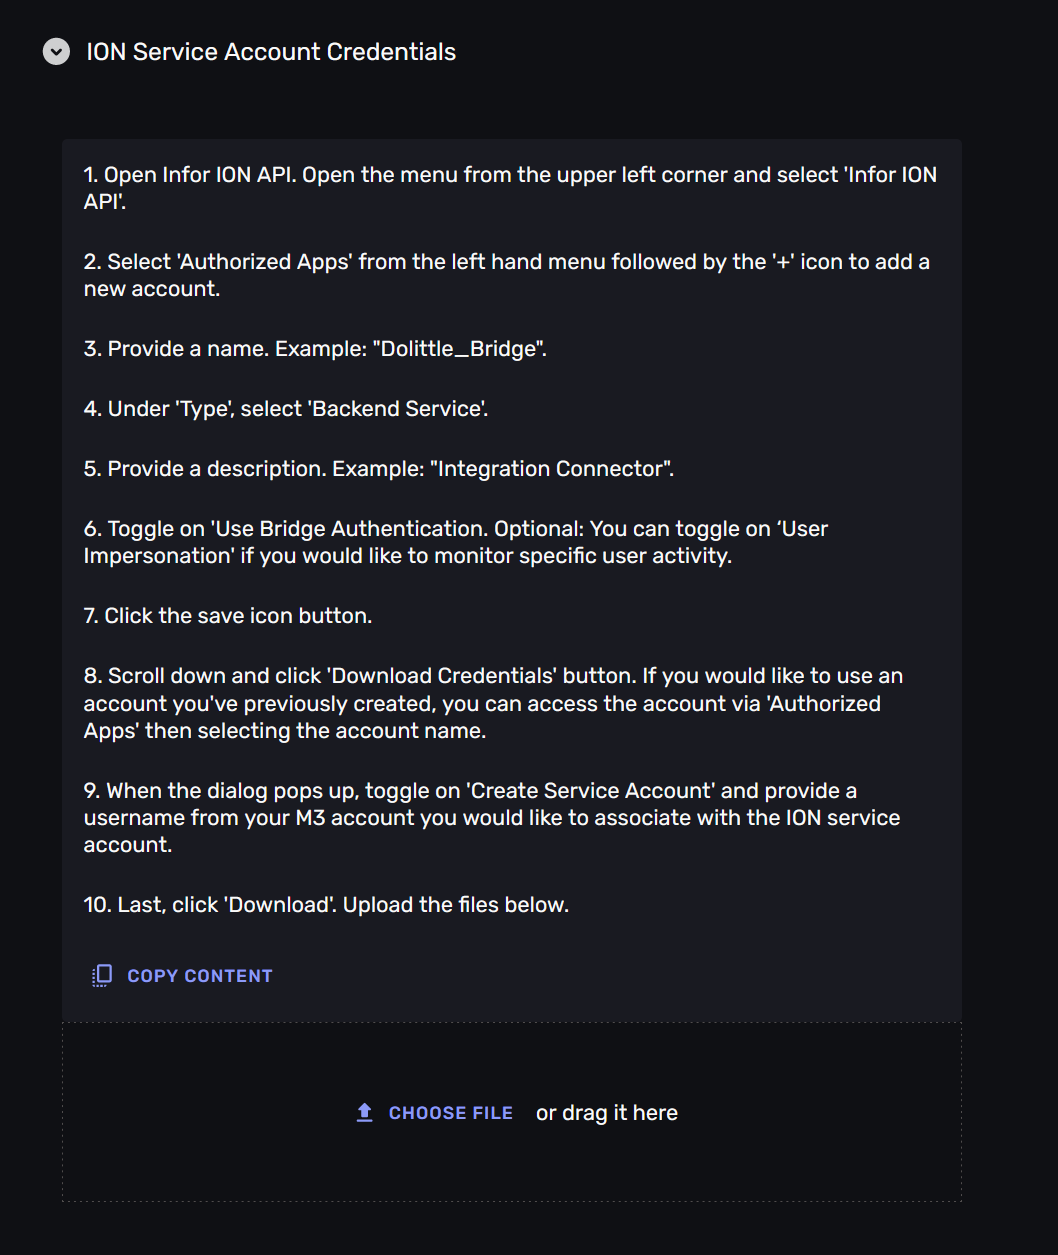 ION Service Account Credentials
1. Open Infor ION API. Open the menu from the upper left corner and select 'Infor ION
API'.
2. Select 'Authorized Apps' from the left hand menu followed by the '+' icon to add a
new account.
3. Provide a name. Example: "Dolittle_Bridge".
4. Under 'Type', select 'Backend Service'.
5. Provide a description. Example: "Integration Connector".
6. Toggle on 'Use Bridge Authentication. Optional: You can toggle on ‘User
Impersonation' if you would like to monitor specific user activity.
7. Click the save icon button.
8. Scroll down and click 'Download Credentials' button. If you would like to use an
account you've previously created, you can access the account via 'Authorized
Apps' then selecting the account name.
9. When the dialog pops up, toggle on 'Create Service Account' and provide a
username from your M3 account you would like to associate with the ION service
account.
10. Last, click 'Download'. Upload the files below.
COPY CONTENT
CHOOSE FILE or drag it here